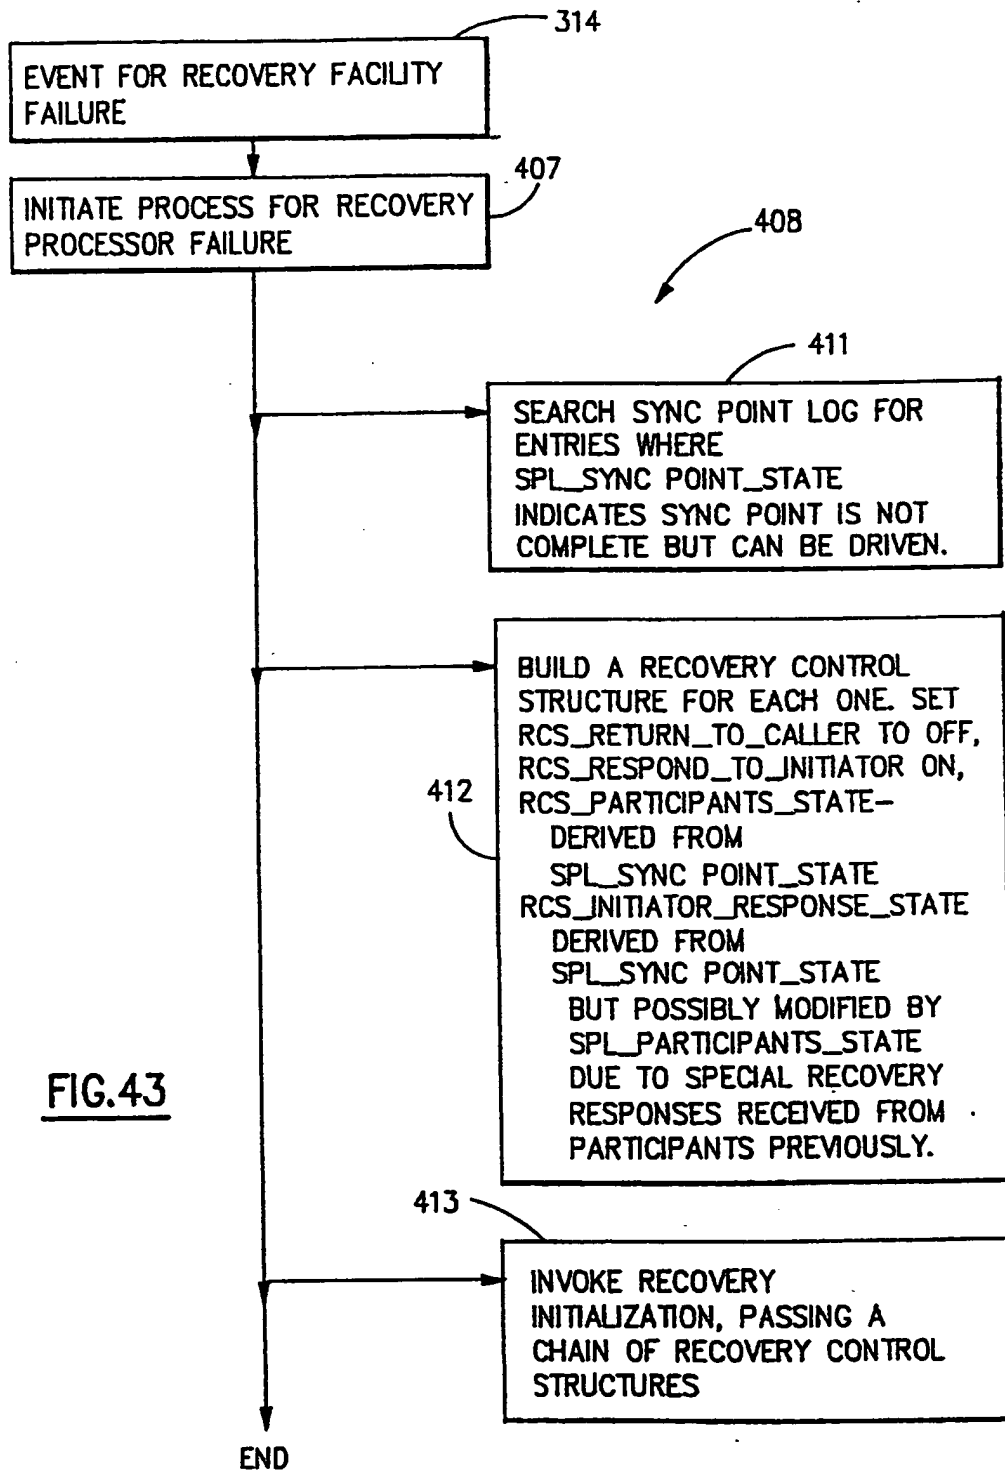 314
EVENT FOR RECOVERY FACILITY
FAILURE
407
INITIATE PROCESS FOR RECOVERY
PROCESSOR FAILURE
408
411
SEARCH SYNC POINT LOG FOR
ENTRIES WHERE
SPL_SYNC POINT_STATE
INDICATES SYNC POINT IS NOT
COMPLETE BUT CAN BE DRIVEN.
412
BUILD A RECOVERY CONTROL
STRUCTURE FOR EACH ONE. SET
RCS_RETURN_TO_CALLER TO OFF,
RCS_RESPOND_TO_INITIATOR ON,
RCS_PARTICIPANTS_STATE-
DERIVED FROM
SPL_SYNC POINT_STATE
RCS_INITIATOR_RESPONSE_STATE
DERIVED FROM
SPL_SYNC POINT_STATE
BUT POSSIBLY MODIFIED BY
SPL_PARTICIPANTS_STATE
DUE TO SPECIAL RECOVERY
RESPONSES RECEIVED FROM
PARTICIPANTS PREVIOUSLY.
FIG.43
413
INVOKE RECOVERY
INITIALIZATION, PASSING A
CHAIN OF RECOVERY CONTROL
STRUCTURES
END